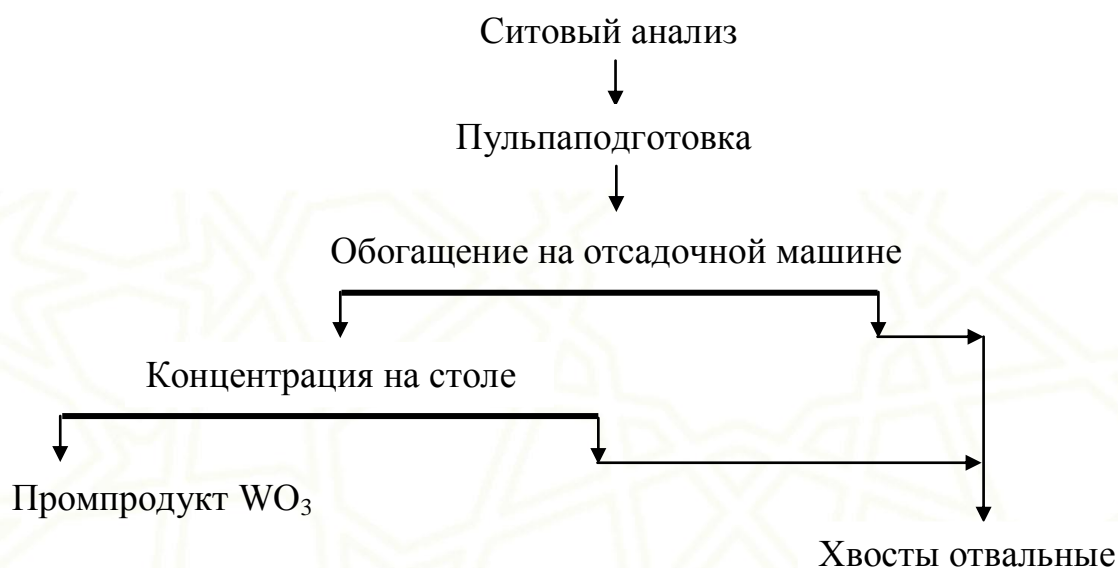 Ситовый анализ
Пульпаподготовка
Обогащение на отсадочной машине
Концентрация на столе
Промпродукт WO₃
Хвосты отвальные